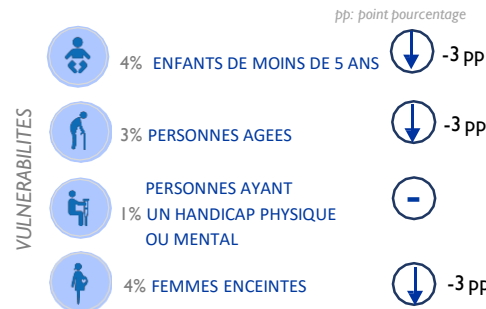 pp: point pourcentage
VULNERABILITES
4% ENFANTS DE MOINS DE 5 ANS -3 pp
3% PERSONNES AGEES -3 pp
PERSONNES AYANT
1% UN HANDICAP PHYSIQUE -
OU MENTAL
4% FEMMES ENCEINTES -3 pp